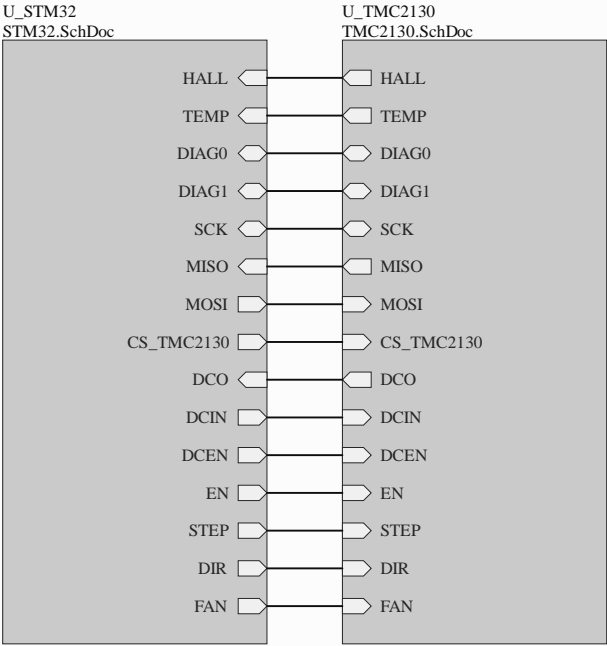 U_STM32 U_TMC2130
STM32.SchDoc TMC2130.SchDoc
HALL HALL
TEMP TEMP
DIAG0 DIAG0
DIAG1 DIAG1
SCK SCK
MISO MISO
MOSI MOSI
CS_TMC2130 CS_TMC2130
DCO DCO
DCIN DCIN
DCEN DCEN
EN EN
STEP STEP
DIR DIR
FAN FAN